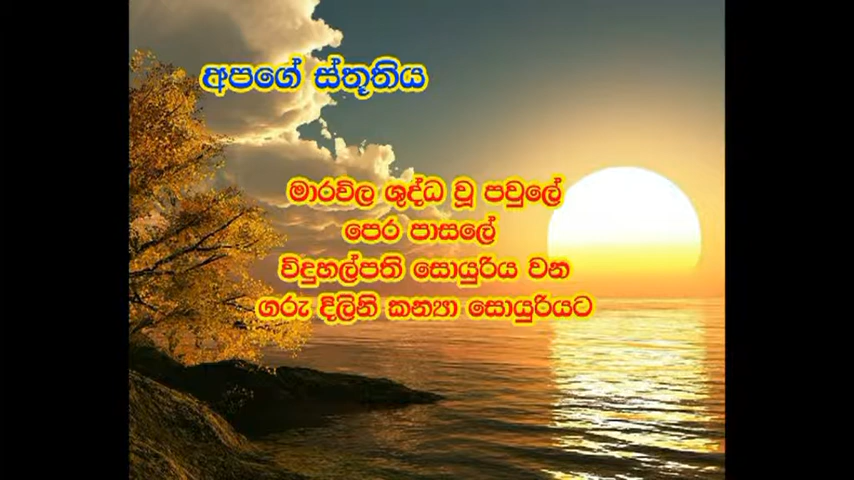 අපගේ ස්තූතිය
මාරවිල ශුද්ධ වූ පවුලේ
පෙර පාසලේ
විදුහල්පති සොයුරිය වන
ගරු දිලිනි කන්‍යා සොයුරියට